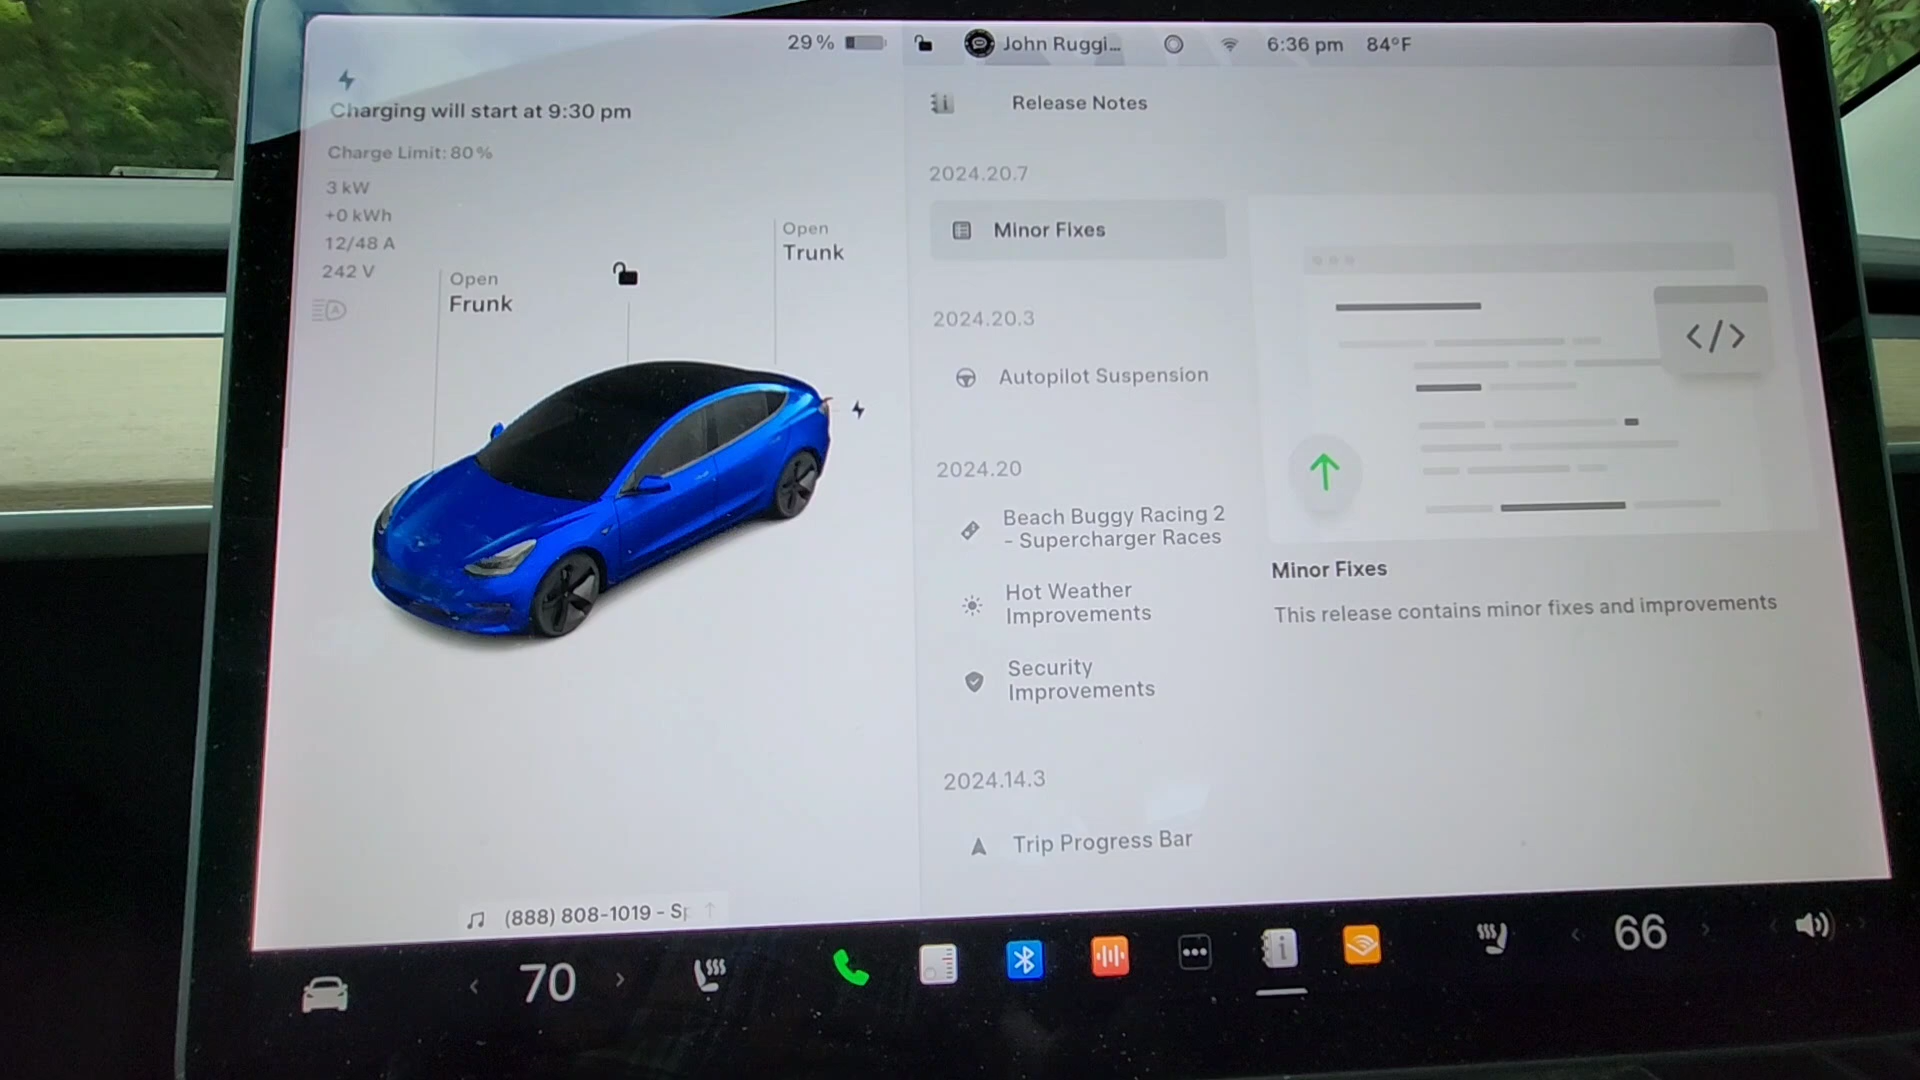 29%
John Ruggi...
6:36 pm
84°F
Charging will start at 9:30 pm
Charge Limit: 80%
3 kW
+0 kWh
12/48 A
242 V
Open
Frunk
Open
Trunk
Release Notes
2024.20.7
Minor Fixes
2024.20.3
Autopilot Suspension
2024.20
Beach Buggy Racing 2
- Supercharger Races
Hot Weather
Improvements
Security
Improvements
2024.14.3
Trip Progress Bar
</>
Minor Fixes
This release contains minor fixes and improvements
(888) 808-1019 - Sp
70
66